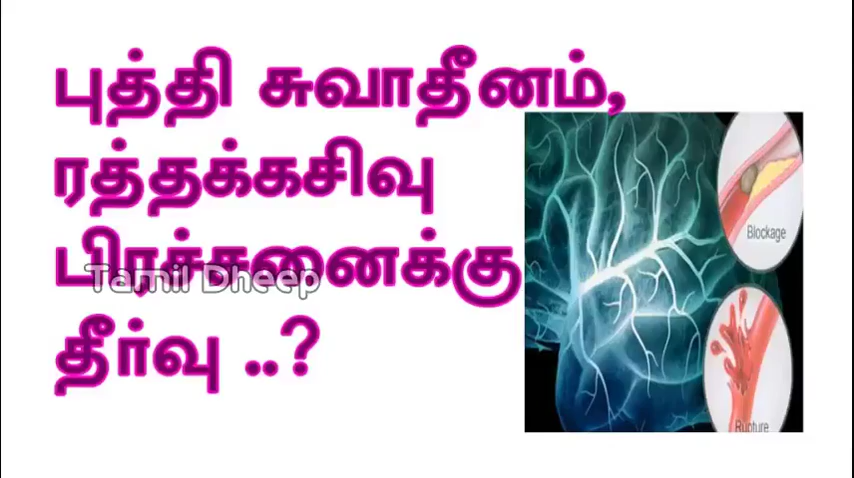 புத்தி சுவாதீனம்,
ரத்தக்கசிவு
பிரச்சனைக்கு
தீர்வு ..?
Tamil Dheep
Blockage
Rupture